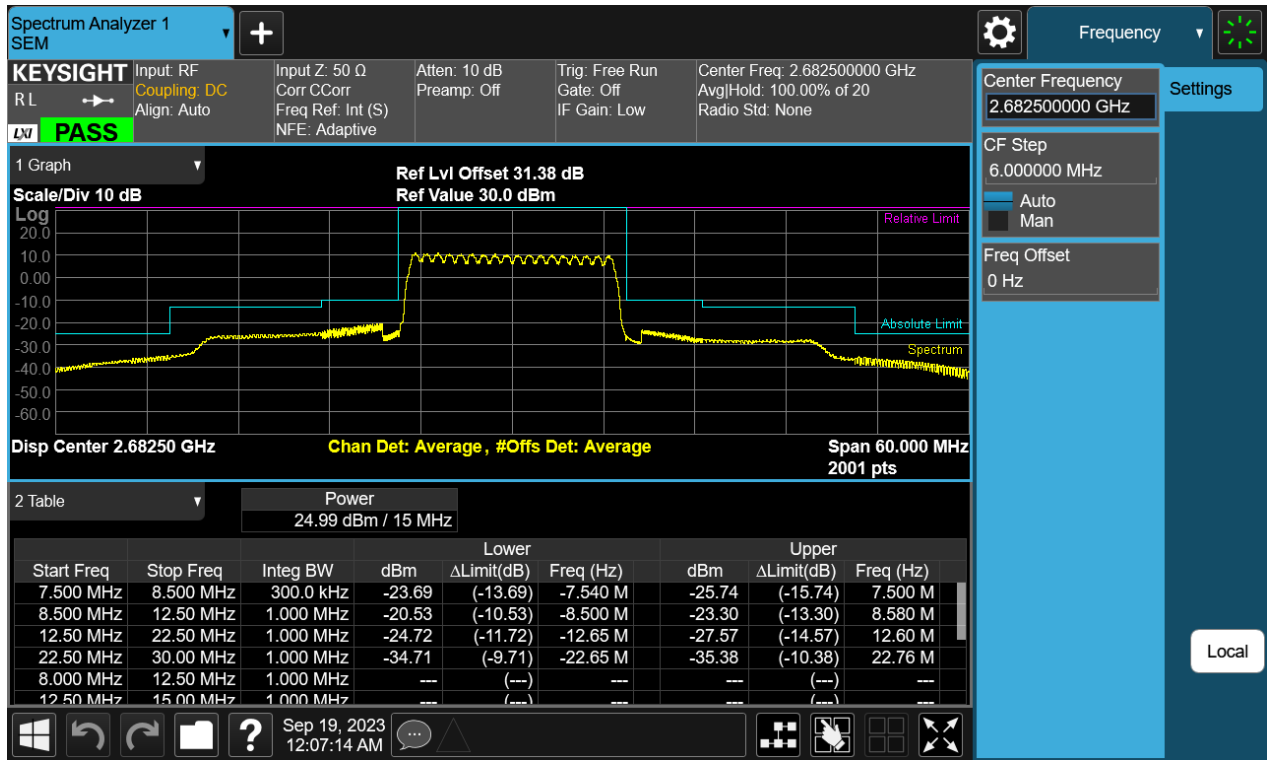 Spectrum Analyzer 1
SEM
+
Frequency
KEYSIGHT
RL
LXI
PASS
Input: RF
Coupling: DC
Align: Auto
Input Z: 50 Ω
Corr CCorr
Freq Ref: Int (S)
NFE: Adaptive
Atten: 10 dB
Preamp: Off
Trig: Free Run
Gate: Off
IF Gain: Low
Center Freq: 2.682500000 GHz
Avg|Hold: 100.00% of 20
Radio Std: None
Center Frequency
2.682500000 GHz
Settings
CF Step
6.000000 MHz
Auto
Man
Freq Offset
0 Hz
1 Graph
Ref Lvl Offset 31.38 dB
Scale/Div 10 dB
Ref Value 30.0 dBm
Log
Relative Limit
20.0
10.0
0.00
-10.0
-20.0
Absolute Limit
-30.0
Spectrum
-40.0
-50.0
-60.0
Disp Center 2.68250 GHz
Chan Det: Average , #Offs Det: Average
Span 60.000 MHz
2001 pts
2 Table
Power
24.99 dBm / 15 MHz
Lower Upper
Start Freq Stop Freq Integ BW dBm ΔLimit(dB) Freq (Hz) dBm ΔLimit(dB) Freq (Hz)
7.500 MHz 8.500 MHz 300.0 kHz -23.69 (-13.69) -7.540 M -25.74 (-15.74) 7.500 M
8.500 MHz 12.50 MHz 1.000 MHz -20.53 (-10.53) -8.500 M -23.30 (-13.30) 8.580 M
12.50 MHz 22.50 MHz 1.000 MHz -24.72 (-11.72) -12.65 M -27.57 (-14.57) 12.60 M
22.50 MHz 30.00 MHz 1.000 MHz -34.71 (-9.71) -22.65 M -35.38 (-10.38) 22.76 M
8.000 MHz 12.50 MHz 1.000 MHz --- (---) --- --- (---) ---
12.50 MHz 15.00 MHz 1.000 MHz --- (---) --- --- (---) ---
Local
?
Sep 19, 2023
12:07:14 AM